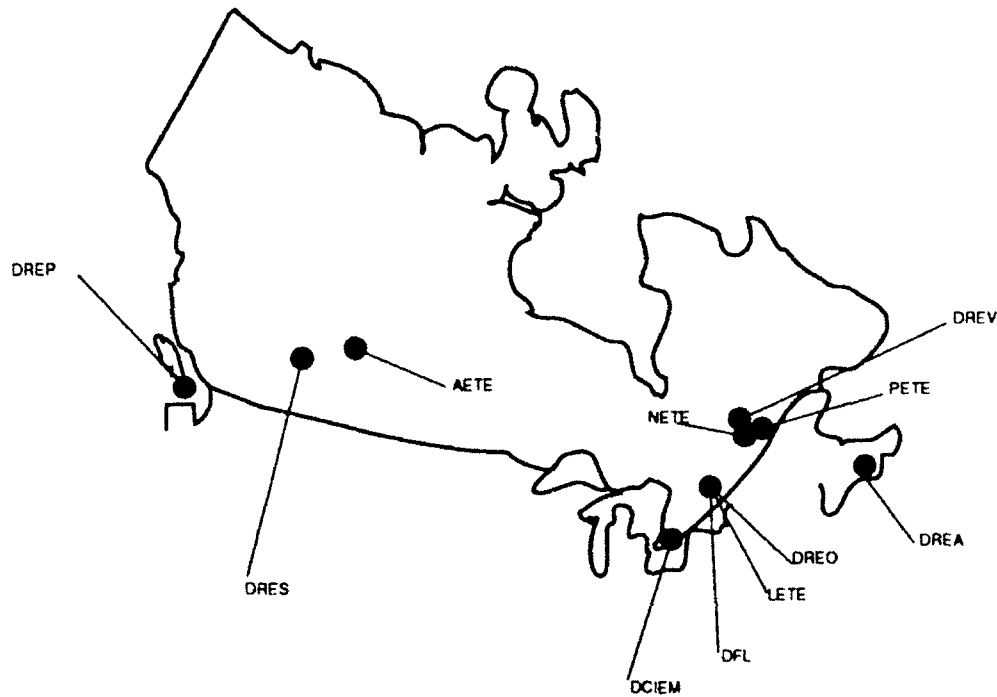 DREP
DREV
AETE
PETE
NETE
DREA
DREO
DRES
LETE
DFL
DCIEM